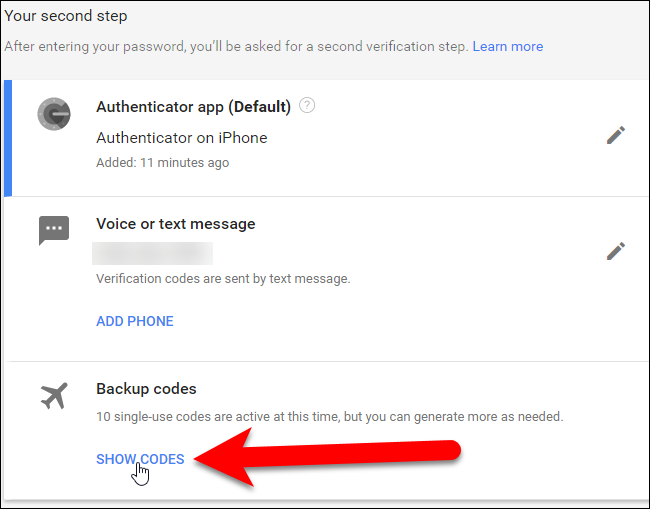 Your second step
After entering your password, you'll be asked for a second verification step. Learn more
Authenticator app (Default) ?
Authenticator on iPhone
Added: 11 minutes ago
Voice or text message
Verification codes are sent by text message.
ADD PHONE
Backup codes
10 single-use codes are active at this time, but you can generate more as needed.
SHOW CODES